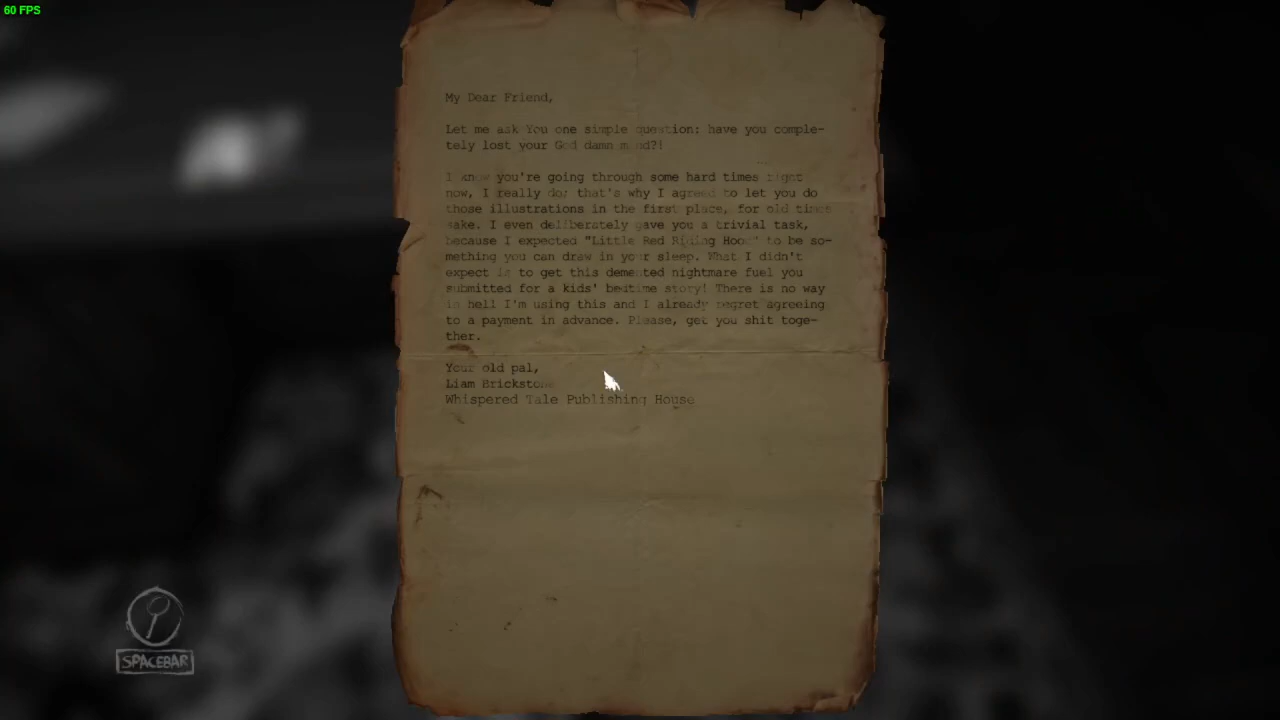 60 FPS
My Dear Friend,
Let me ask You one simple question: have you comple-
tely lost your God damn mind?!
I know you're going through some hard times right
now, I really do; that's why I agreed to let you do
those illustrations in the first place, for old time
sake. I even deliberately gave you a trivial task,
because I expected "Little Red Riding Hood" to be so-
mething you can draw in your sleep. What I didn't
expect is to get this demented nightmare fuel you
submitted for a kids' bedtime story! There is no way
in hell I'm using this and I already regret agreeing
to a payment in advance. Please, get you shit toge-
ther.
Your old pal,
Liam Brickstone
Whispered Tale Publishing House
SPACEBAR